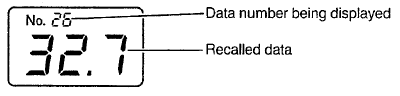 No. 26 Data number being displayed
32.7 Recalled data